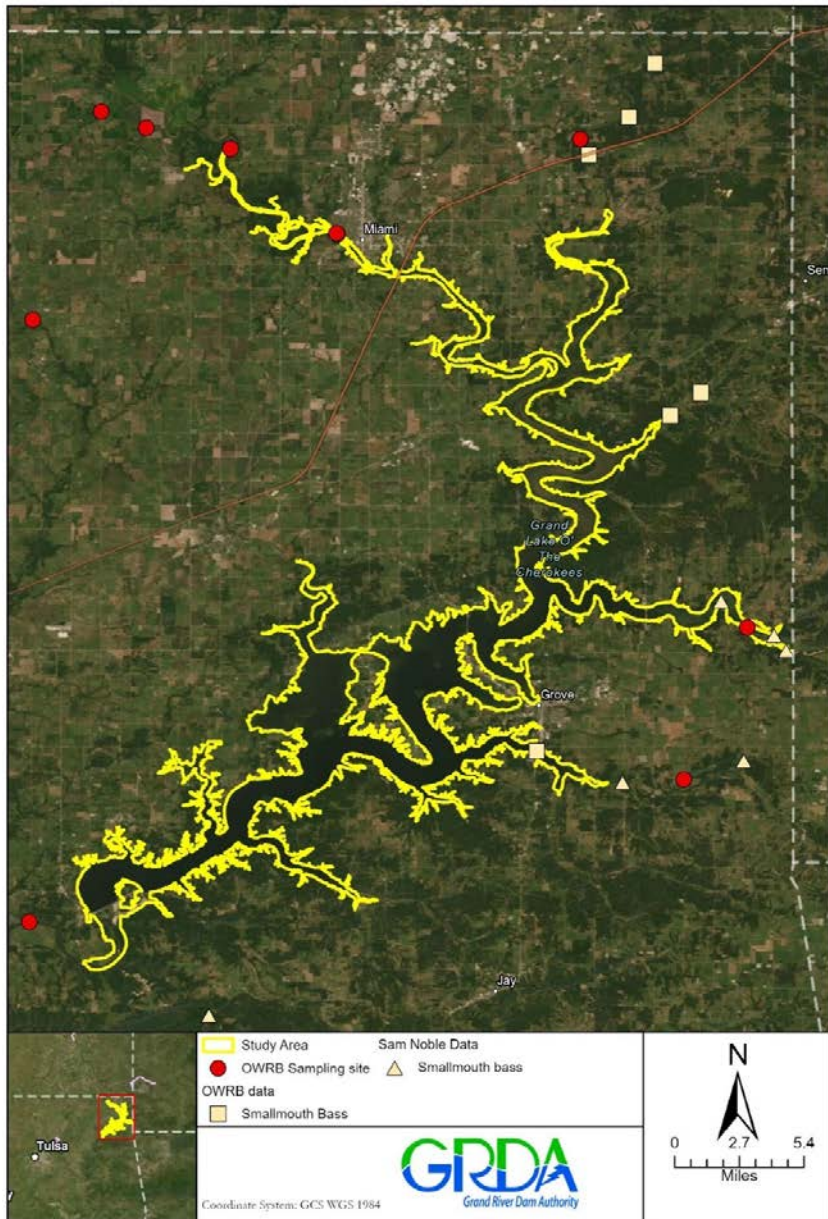 Miami
Sen
Grand
Lake O'
The
Cherokees
Grove
Jay
Tulsa
Study Area
Sam Noble Data
OWRB Sampling site
Smallmouth bass
OWRB data
Smallmouth Bass
Coordinate System: GCS WGS 1984
GRDA
Grand River Dam Authority
N
0 2.7 5.4
Miles